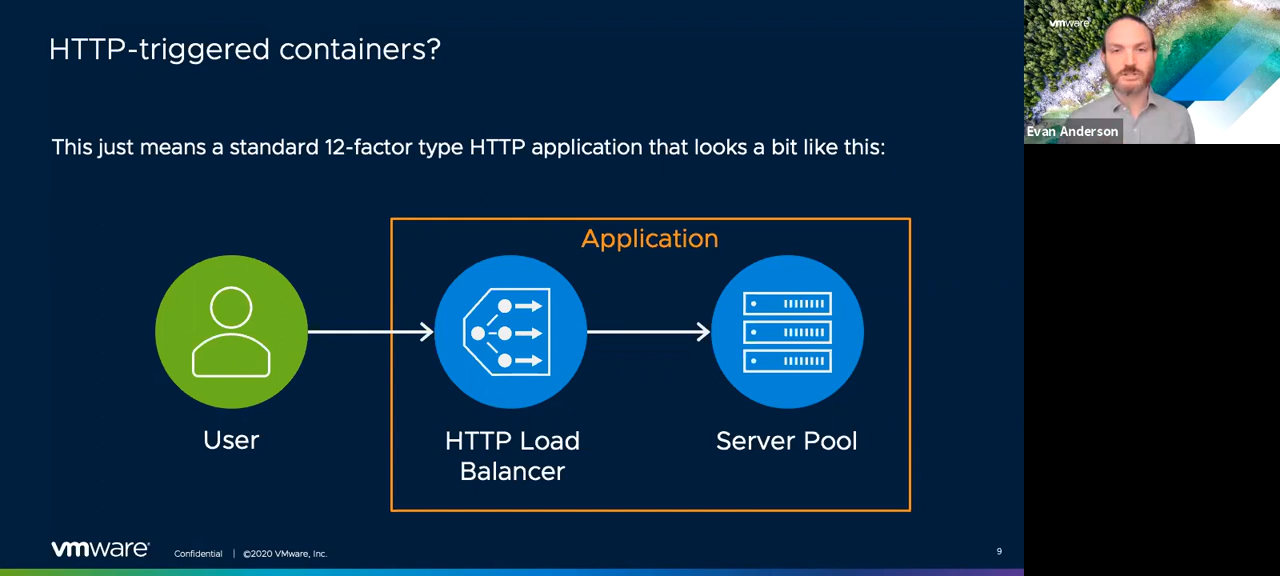 HTTP-triggered containers?
This just means a standard 12-factor type HTTP application that looks a bit like this:
Application
User
HTTP Load
Balancer
Server Pool
vmware®
Confidential | ©2020 VMware, Inc.
9
vmware
Evan Anderson